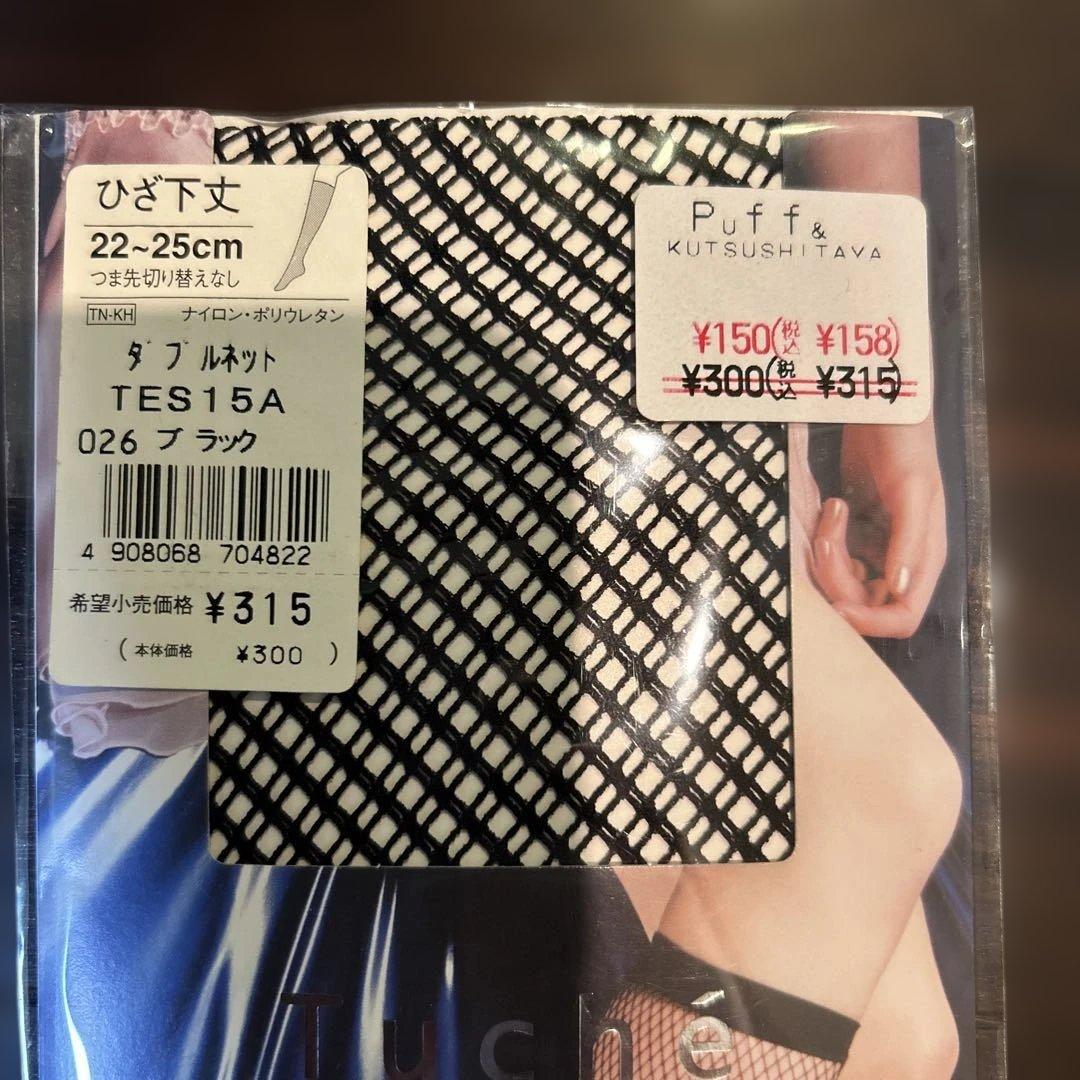 ひざ下丈
22~25cm
つま先切り替えなし
TN-KH ナイロン・ポリウレタン
ダブルネット
TES15A
026 ブラック
4 908068 704822
希望小売価格 ¥315
(本体価格 ¥300)
Puff &
KUTSUSHITAYA
¥150(税込 ¥158)
¥300(税込 ¥315)
Tuché